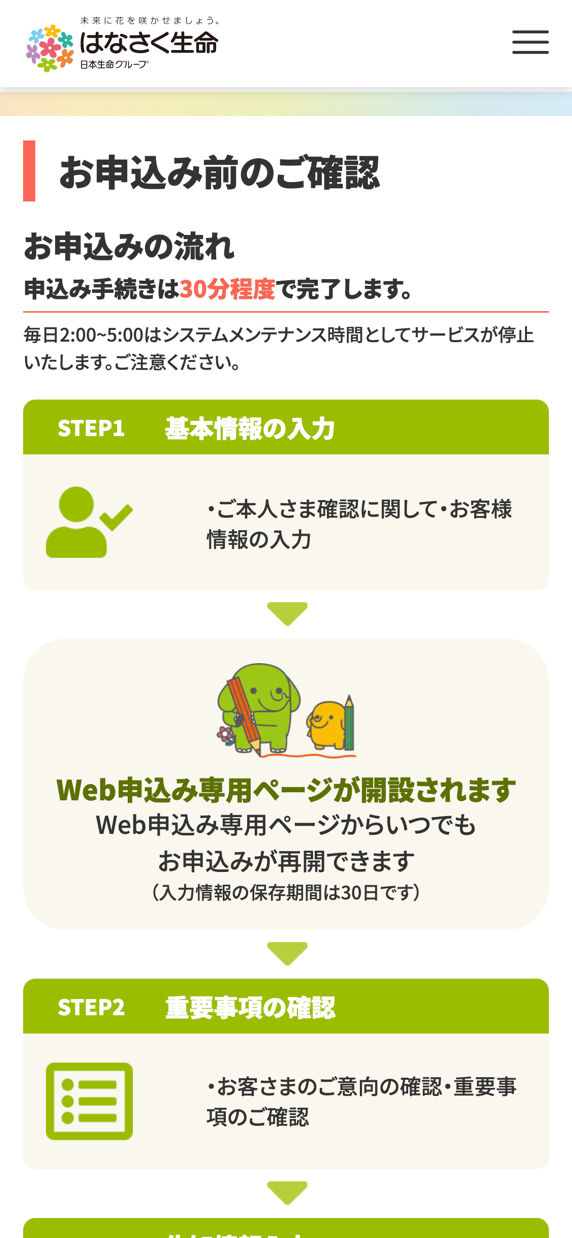 未来に花を咲かせましょう。
はなさく生命
日本生命グループ
お申込み前のご確認
お申込みの流れ
申込み手続きは30分程度で完了します。
毎日2:00~5:00はシステムメンテナンス時間としてサービスが停止
いたします。ご注意ください。
STEP1 基本情報の入力
・ご本人さま確認に関して・お客様
情報の入力
Web申込み専用ページが開設されます
Web申込み専用ページからいつでも
お申込みが再開できます
（入力情報の保存期間は30日です）
STEP2 重要事項の確認
・お客さまのご意向の確認・重要事
項のご確認